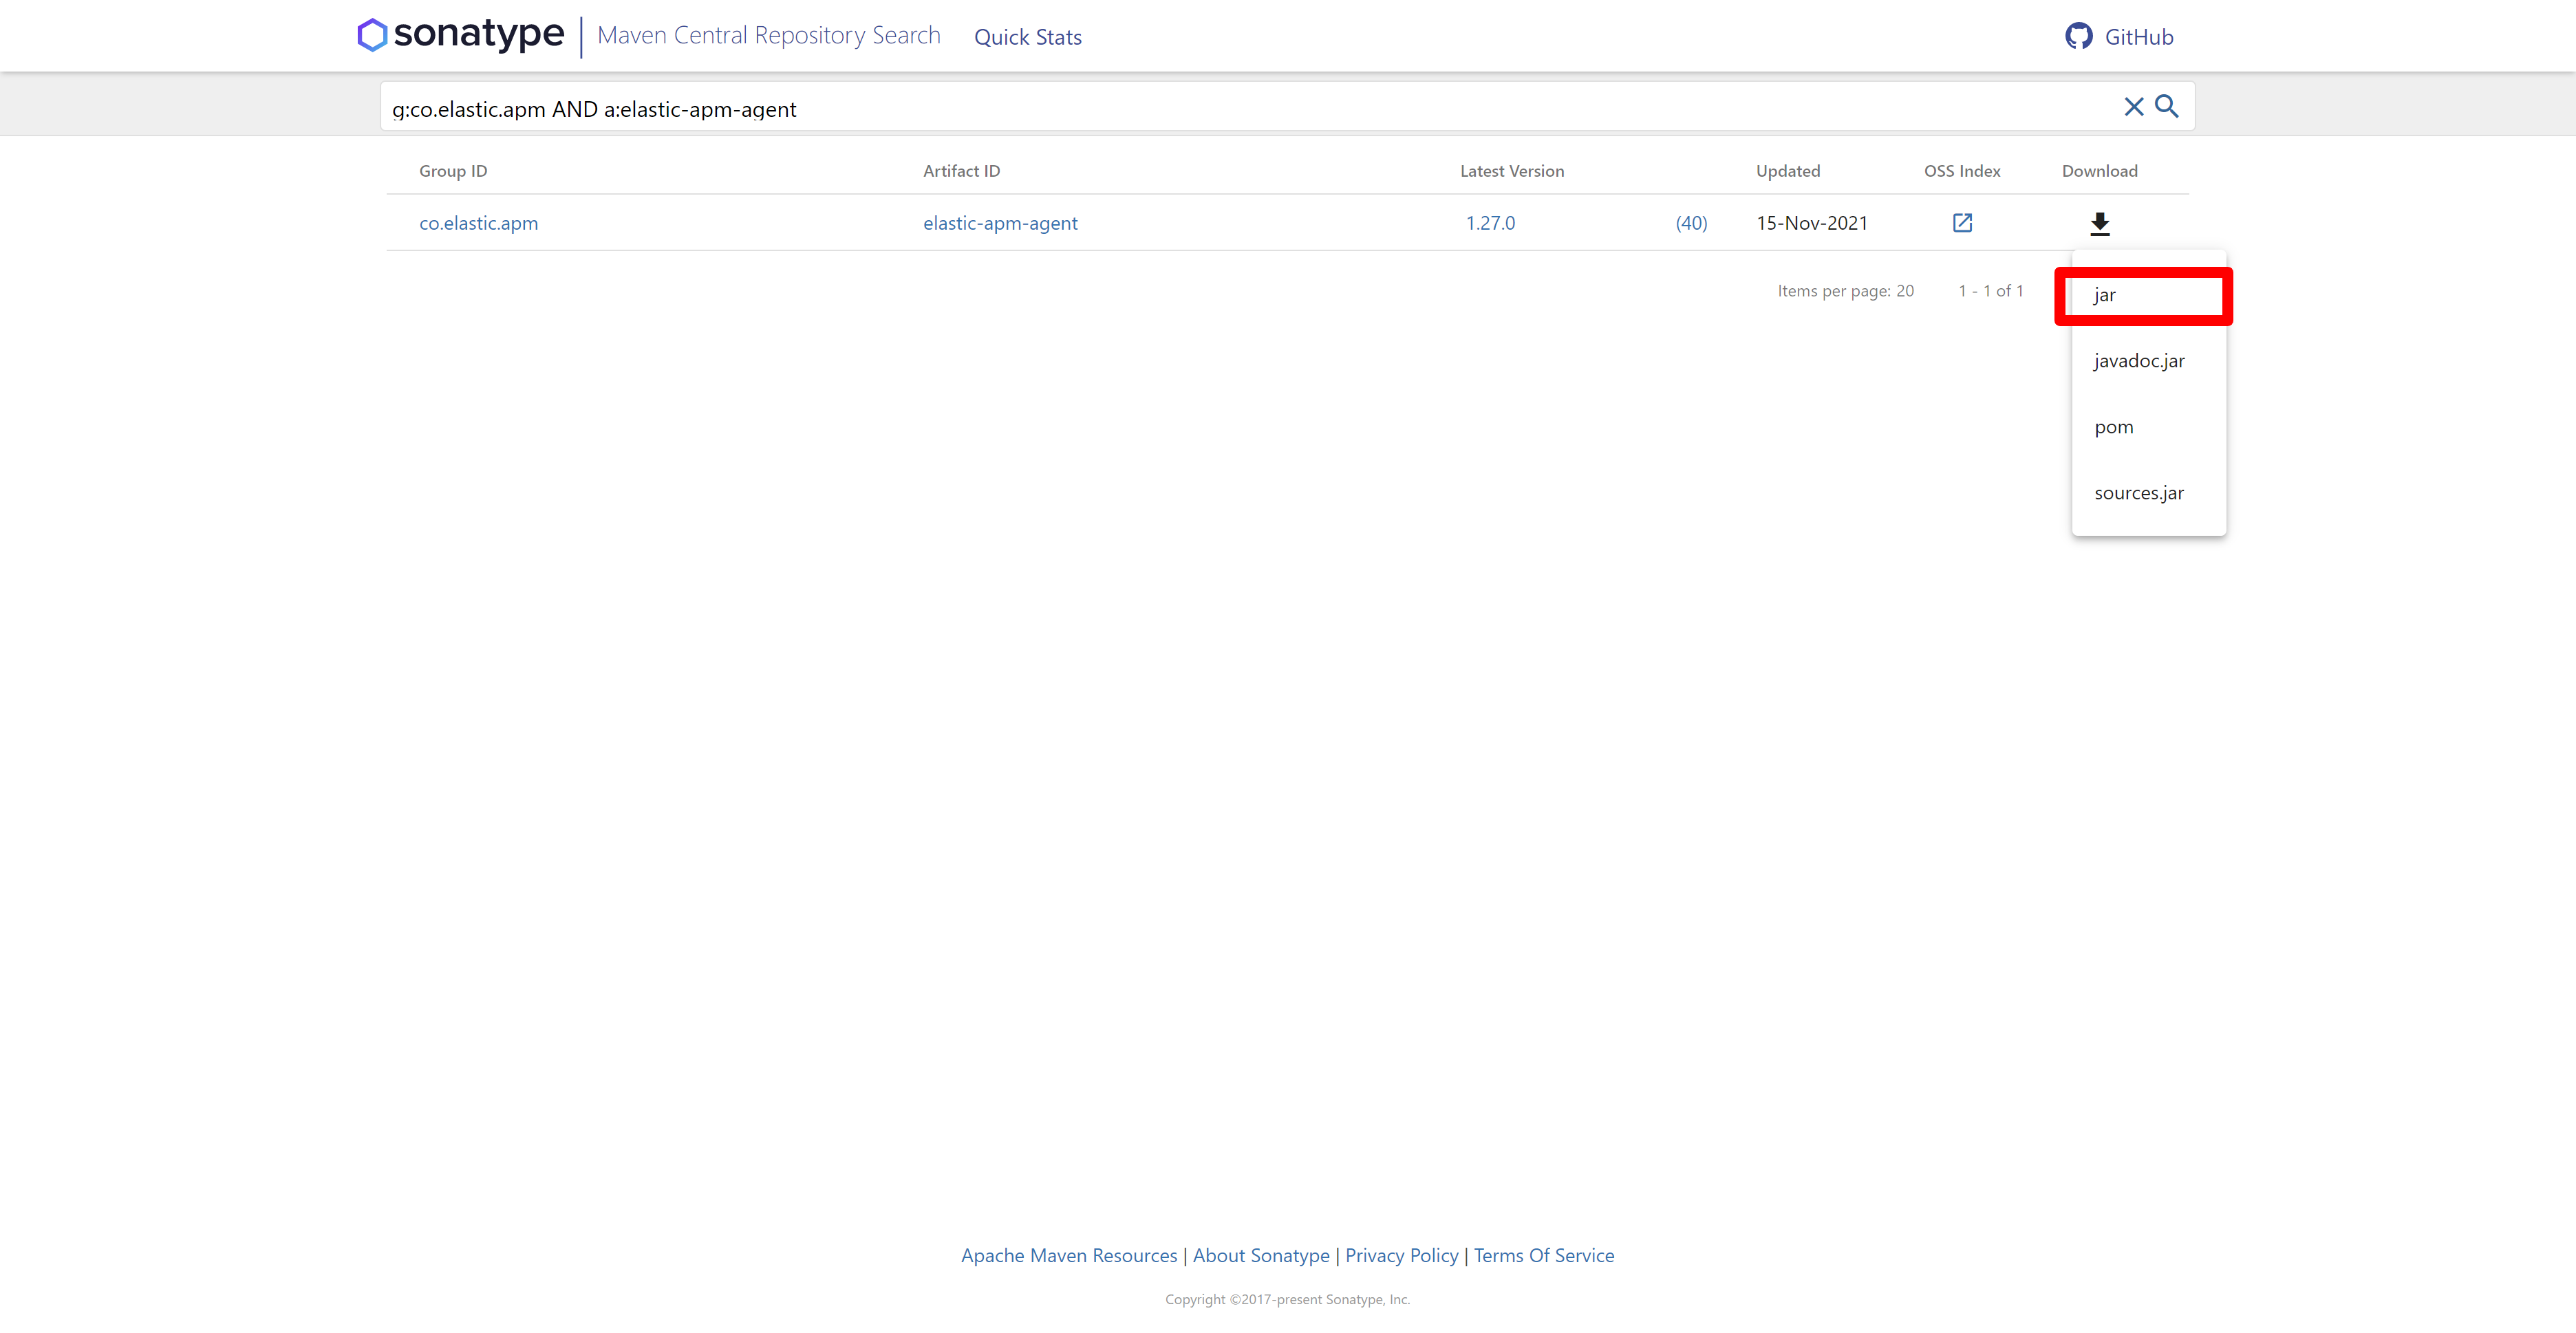 sonatype | Maven Central Repository Search Quick Stats GitHub
g:co.elastic.apm AND a:elastic-apm-agent
Group ID Artifact ID Latest Version Updated OSS Index Download
co.elastic.apm elastic-apm-agent 1.27.0 (40) 15-Nov-2021
Items per page: 20 1 - 1 of 1
jar
javadoc.jar
pom
sources.jar
Apache Maven Resources | About Sonatype | Privacy Policy | Terms Of Service
Copyright ©2017-present Sonatype, Inc.